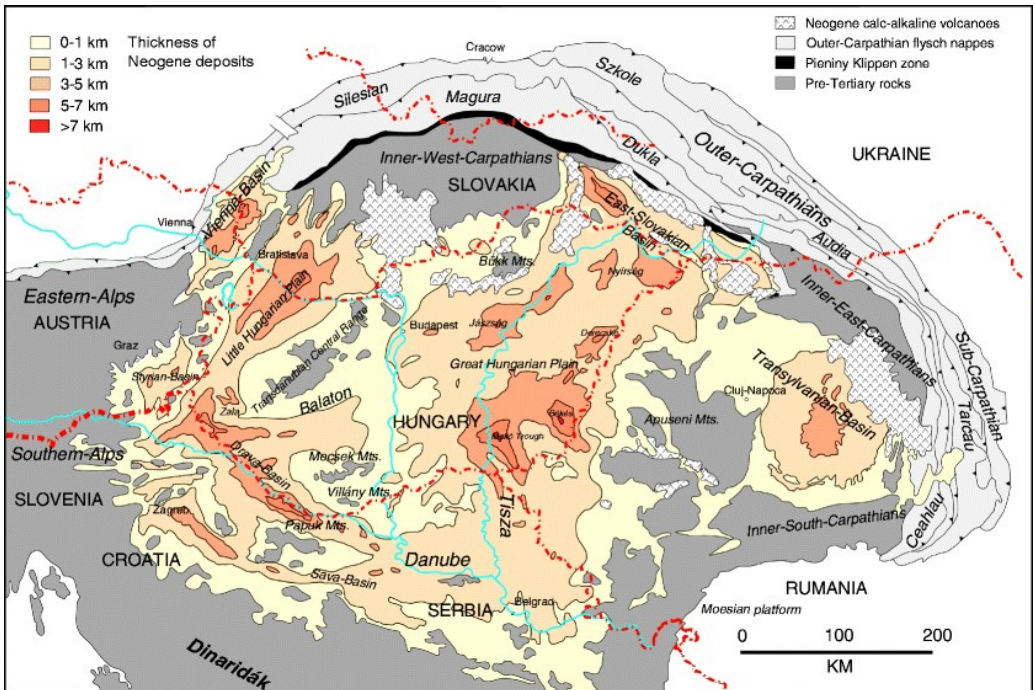 0-1 km
1-3 km
3-5 km
5-7 km
>7 km
Thickness of
Neogene deposits
Neogene calc-alkaline volcanoes
Outer-Carpathian flysch nappes
Pieniny Klippen zone
Pre-Tertiary rocks
Cracow
Silesian
Szkole
Magura
Dukla
Outer-Carpathians
UKRAINE
Inner-West-Carpathians
SLOVAKIA
Vienna-Basin
Vienna
Bratislava
East-Slovakian
Basin
Audia
Bükk Mts.
Nyírség
Inner-East-Carpathians
Eastern-Alps
AUSTRIA
Little Hungarian Plain
Budapest
Jászság
Graz
Transdanubian Central Range
Great Hungarian Plain
Sub-Carpathian
Styrian-Basin
Transylvanian-Basin
Cluj-Napoca
Balaton
Zala
HUNGARY
Apuseni Mts.
Tarcau
Makó Trough
Southern-Alps
Drava-Basin
Mecsek Mts.
SLOVENIA
Villány Mts.
Tisza
Zagreb
Papuk Mts.
Inner-South-Carpathians
Ceahlau
CROATIA
Danube
Sava-Basin
RUMANIA
Belgrad
SERBIA
Moesian platform
Dinaridák
0 100 200
KM